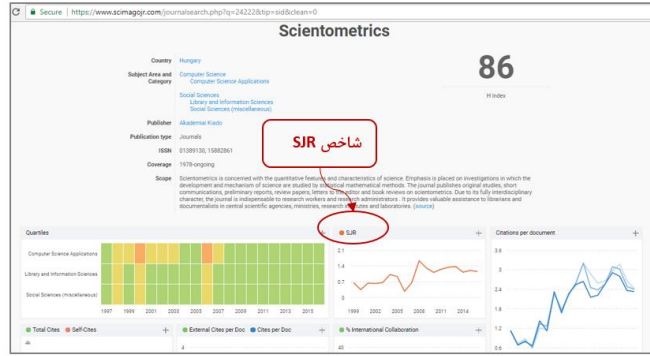 Secure | https://www.scimagojr.com/journalsearch.php?q=24222&tip=sid&clean=0
Scientometrics
Country Hungary
86
H Index
Subject Area and Category
Computer Science
Computer Science Applications
Social Sciences
Library and Information Sciences
Social Sciences (miscellaneous)
Publisher Akademiai Kiado
Publication type Journals
ISSN 01389130, 15882861
Coverage 1978-ongoing
شاخص SJR
Scope Scientometrics is concerned with the quantitative features and characteristics of science. Emphasis is placed on investigations in which the
development and mechanism of science are studied by statistical mathematical methods. The journal publishes original studies, short
communications, preliminary reports, review papers, letters to the editor and book reviews on scientometrics. Due to its fully interdisciplinary
character, the journal is indispensable to research workers and research administrators. It provides valuable assistance to librarians and
documentalists in central scientific agencies, ministries, research institutes and laboratories. (source)
Quartiles +
Computer Science Applications
Library and Information Sciences
Social Sciences (miscellaneous)
1997 1999 2001 2003 2005 2007 2009 2011 2013 2015
SJR +
2.1
1.4
0.7
0
1999 2002 2005 2008 2011 2014
Citations per document +
3.6
3
2.4
1.8
1.2
0.6
Total Cites Self-Cites +
External Cites per Doc Cites per Doc +
4
% International Collaboration +
40